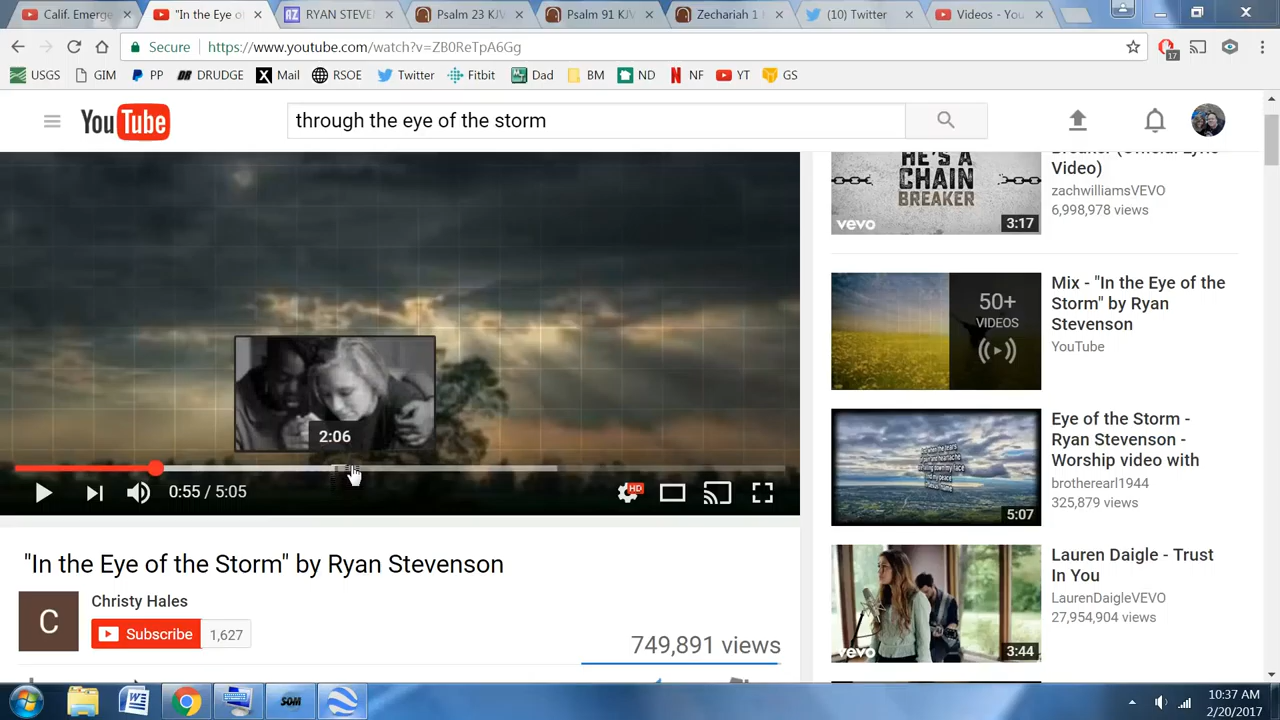 Calif. Emerge
"In the Eye of
RYAN STEVE
Psalm 23 KJ
Psalm 91 KJV
Zechariah 1
(10) Twitter
Videos - You
Secure
https://www.youtube.com/watch?v=ZB0ReTpA6Gg
17
USGS
GIM
PP
DRUDGE
Mail
RSOE
Twitter
Fitbit
Dad
BM
ND
NF
YT
GS
YouTube
through the eye of the storm
HE'S A
CHAIN
BREAKER
vevo
3:17
Breaker (Official Lyric
Video)
zachwilliamsVEVO
6,998,978 views
50+
VIDEOS
Mix - "In the Eye of the
Storm" by Ryan
Stevenson
YouTube
2:06
0:55 / 5:05
HD
5:07
Eye of the Storm -
Ryan Stevenson -
Worship video with
brotherearl1944
325,879 views
"In the Eye of the Storm" by Ryan Stevenson
C
Christy Hales
Subscribe
1,627
749,891 views
vevo
3:44
Lauren Daigle - Trust
In You
LaurenDaigleVEVO
27,954,904 views
SOM
10:37 AM
2/20/2017